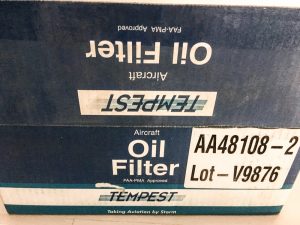 TEMPEST
Aircraft
Oil Filter
FAA-PMA Approved
Aircraft
Oil
Filter
FAA-PMA Approved
TEMPEST
Taking Aviation by Storm
AA48108-2
Lot-V9876